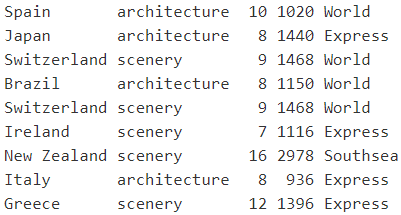 Spain       architecture  10 1020 World
Japan       architecture   8 1440 Express
Switzerland scenery        9 1468 World
Brazil      architecture   8 1150 World
Switzerland scenery        9 1468 World
Ireland     scenery        7 1116 Express
New Zealand scenery       16 2978 Southsea
Italy       architecture   8  936 Express
Greece      scenery       12 1396 Express